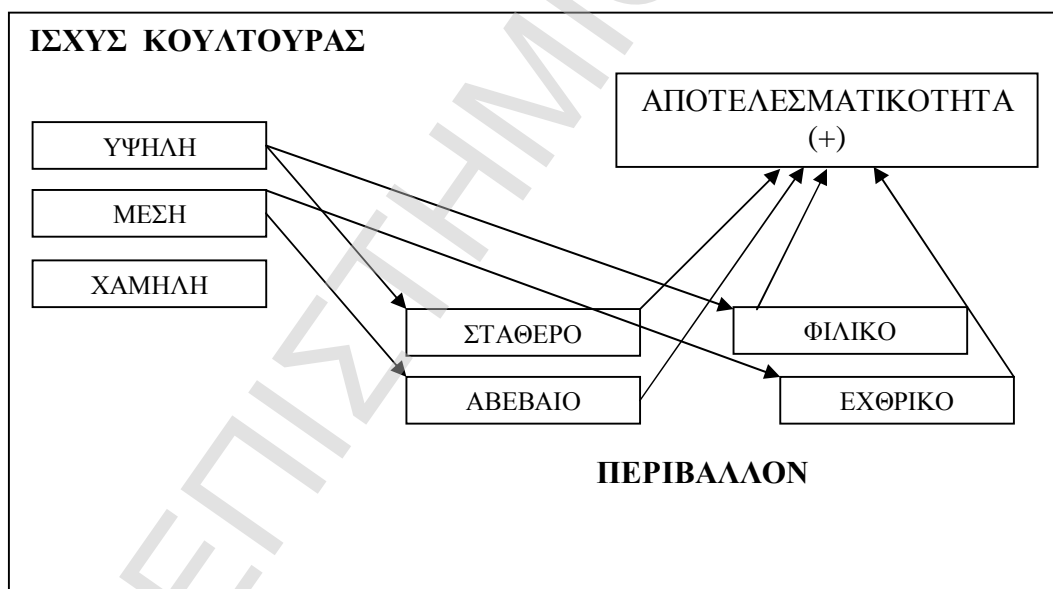 ΙΣΧΥΣ ΚΟΥΛΤΟΥΡΑΣ
ΑΠΟΤΕΛΕΣΜΑΤΙΚΟΤΗΤΑ
(+)
ΥΨΗΛΗ
ΜΕΣΗ
ΧΑΜΗΛΗ
ΣΤΑΘΕΡΟ
ΦΙΛΙΚΟ
ΑΒΕΒΑΙΟ
ΕΧΘΡΙΚΟ
ΠΕΡΙΒΑΛΛΟΝ